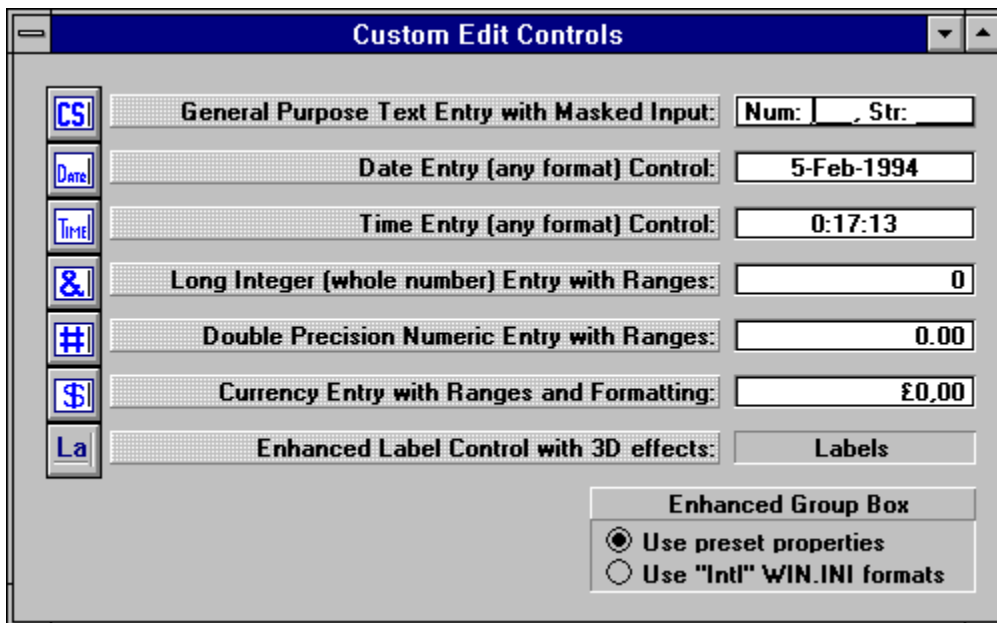 Custom Edit Controls
CS General Purpose Text Entry with Masked Input: Num: ___, Str: _____
Date Date Entry (any format) Control: 5-Feb-1994
Time Time Entry (any format) Control: 0:17:13
& Long Integer (whole number) Entry with Ranges: 0
# Double Precision Numeric Entry with Ranges: 0.00
$ Currency Entry with Ranges and Formatting: £0,00
La Enhanced Label Control with 3D effects: Labels
Enhanced Group Box
Use preset properties
Use "Intl" WIN.INI formats